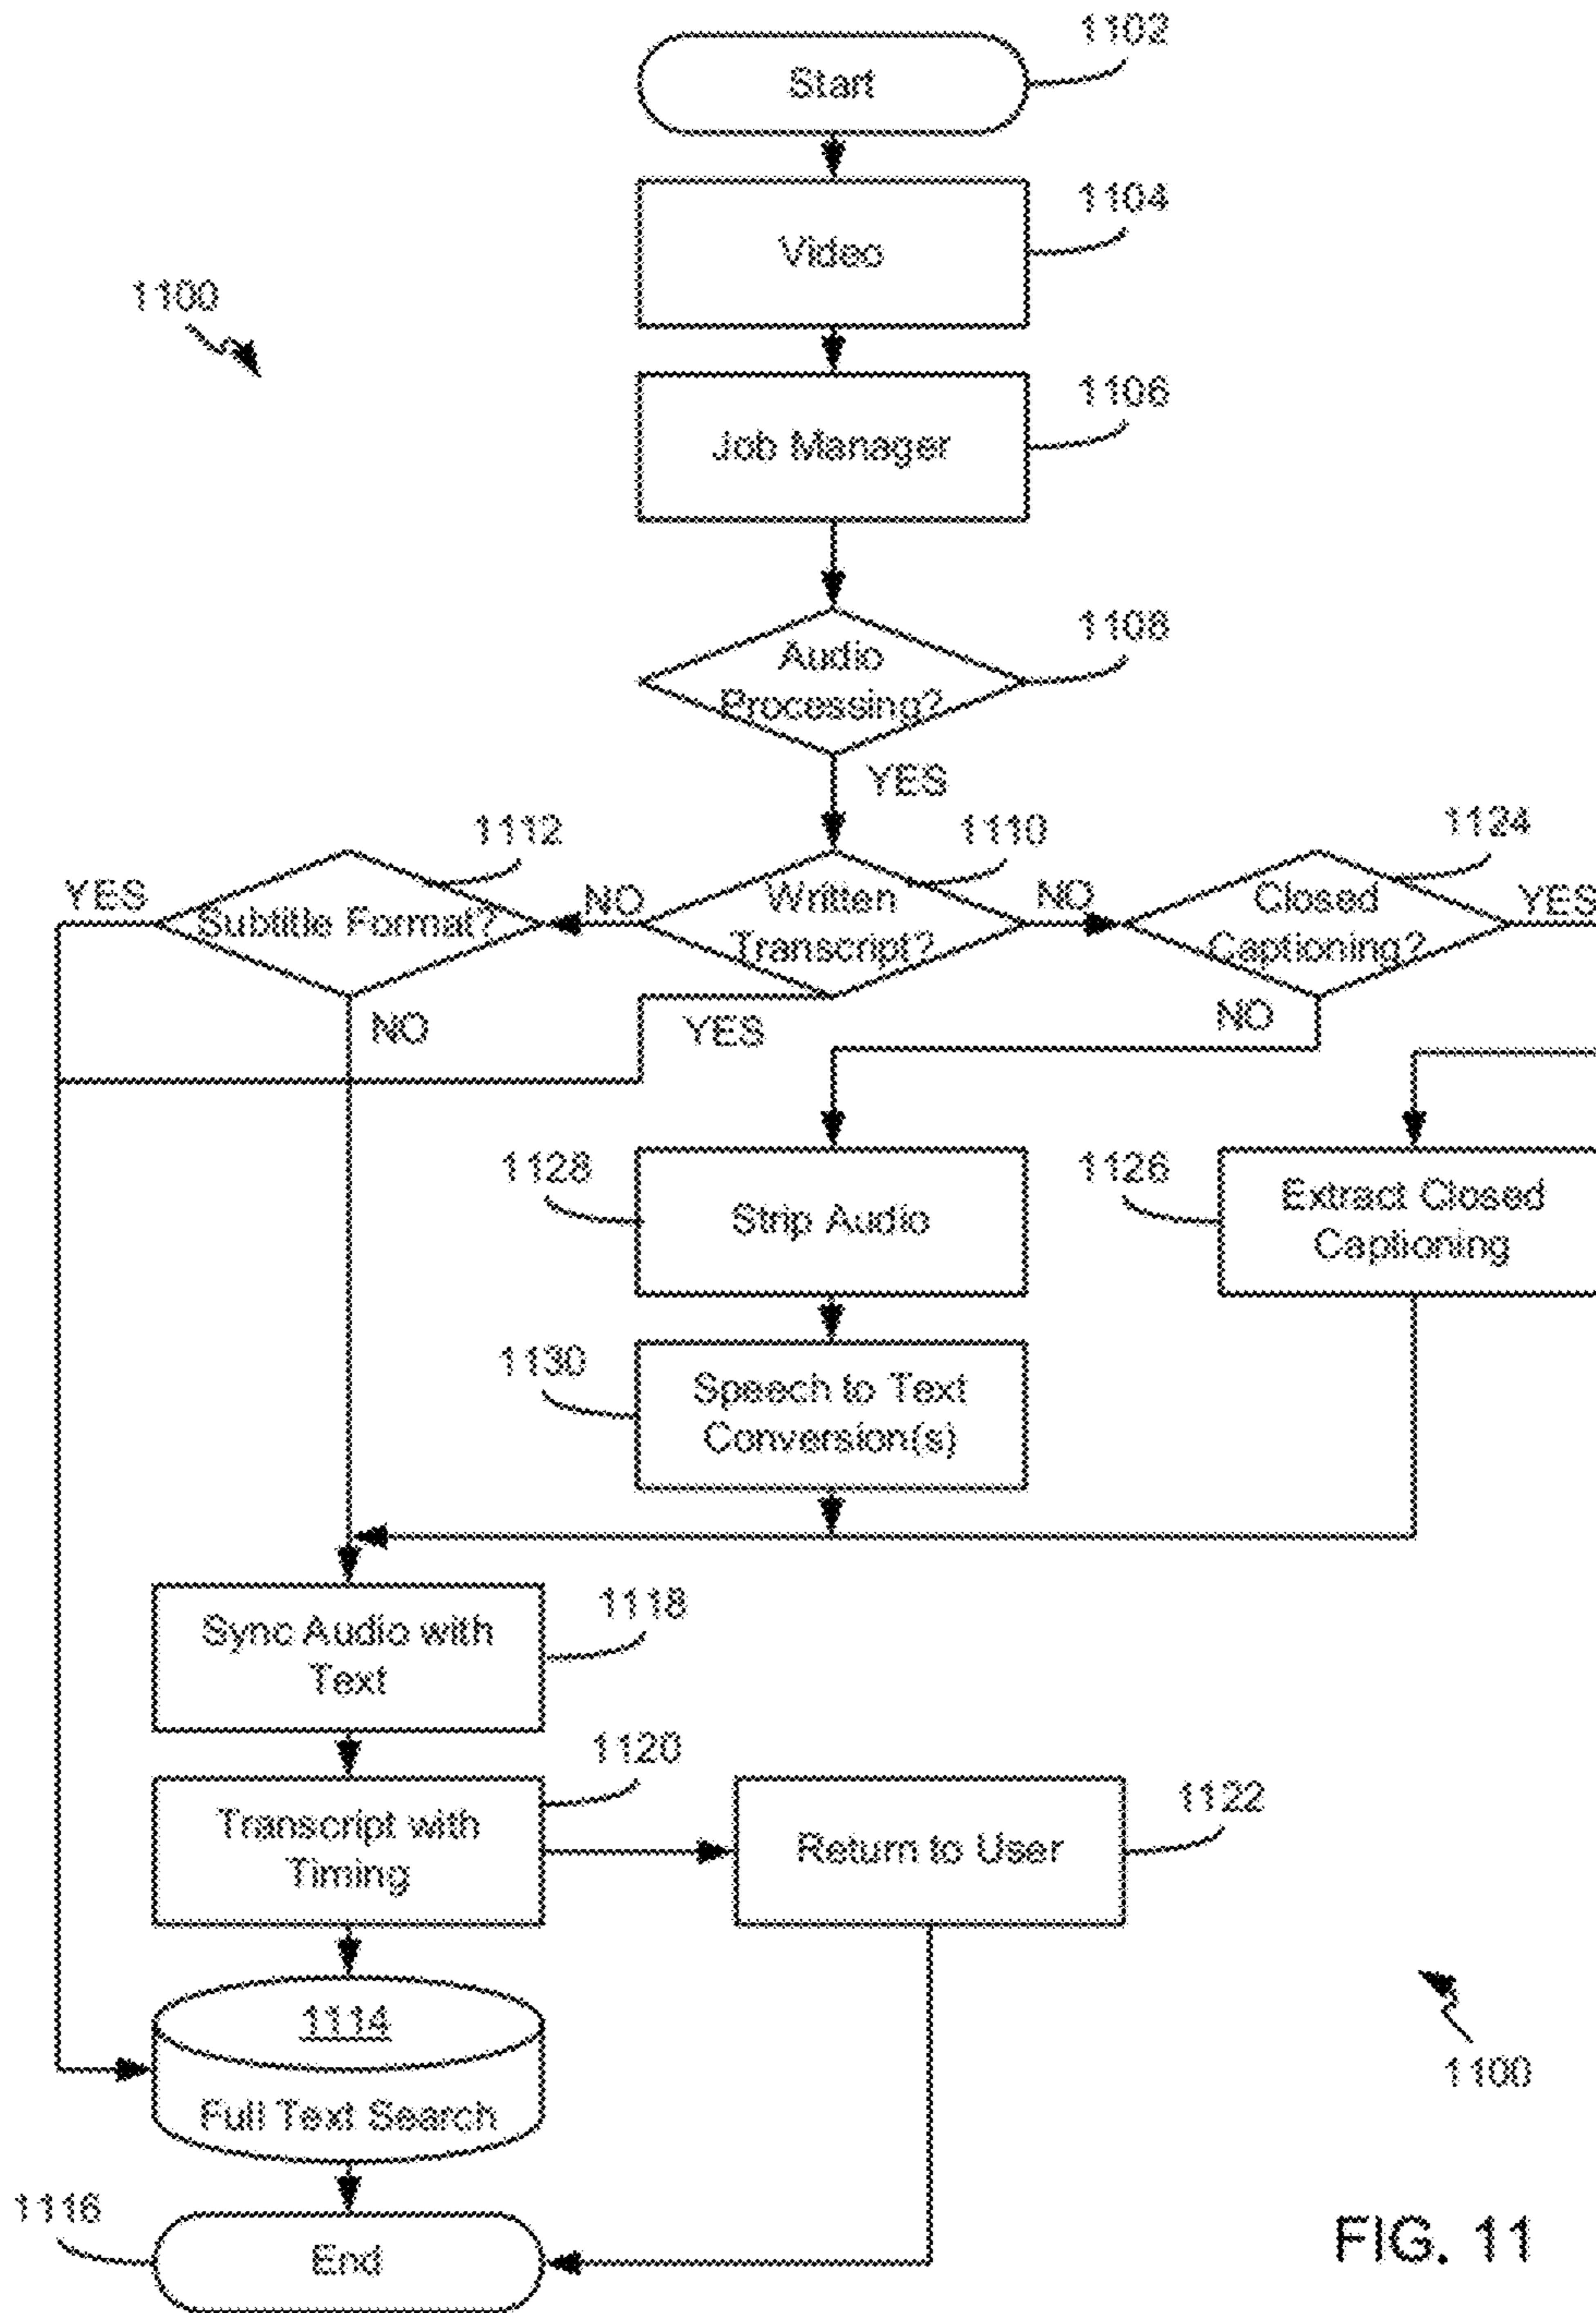 1102
Start
1104
Video
1100
1106
Job Manager
1108
Audio
Processing?
YES
1112
1110
1124
YES
Subtitle Format?
NO
Written
Transcript?
NO
Closed
Captioning?
YES
NO
YES
NO
1128
Strip Audio
1126
Extract Closed
Captioning
1130
Speech to Text
Conversion(s)
1118
Sync Audio with
Text
1120
Transcript with
Timing
1122
Return to User
1114
Full Text Search
1100
1116
End
FIG. 11